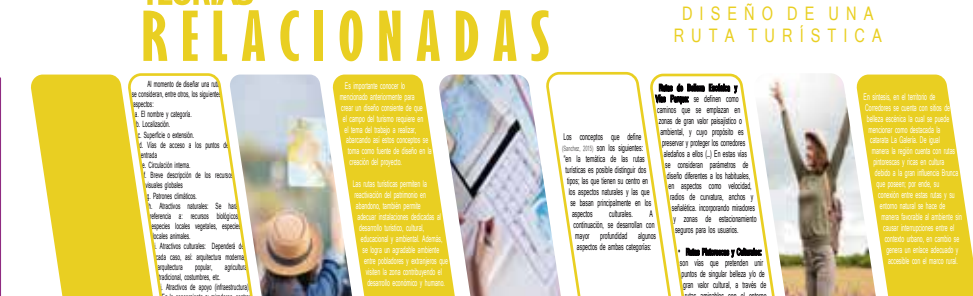 TEORÍAS
RELACIONADAS
DISEÑO DE UNA
RUTA TURÍSTICA
Al momento de diseñar una ruta
se consideran, entre otros, los siguientes
aspectos:
a. El nombre y categoría.
b. Localización.
c. Superficie o extensión.
d. Vías de acceso a los puntos de
entrada
e. Circulación interna.
f. Breve descripción de los recursos
visuales globales
g. Patrones climáticos.
h. Atractivos naturales: Se hace
referencia a: recursos biológicos,
especies locales vegetales, especies
locales animales.
Atractivos culturales: Dependerá de
cada caso, así: arquitectura moderna,
arquitectura popular, agricultura
tradicional, costumbres, etc.
Atractivos de apoyo (infraestructura)
Es importante conocer lo
mencionado anteriormente para
crear un diseño consiente de que
el campo del turismo requiere en
el tema del trabajo a realizar,
abarcando así estos conceptos se
toma como fuente de diseño en la
creación del proyecto.
Las rutas turísticas permiten la
reactivación del patrimonio en
abandono, también permite
adecuar instalaciones dedicadas al
desarrollo turístico, cultural,
educacional y ambiental. Además,
se logra un agradable ambiente
entre pobladores y extranjeros que
visiten la zona contribuyendo el
desarrollo económico y humano.
Los conceptos que define
(Sanchez, 2015) son los siguientes:
"en la temática de las rutas
turísticas es posible distinguir dos
tipos; las que tienen su centro en
los aspectos naturales y las que
se basan principalmente en los
aspectos culturales. A
continuación, se desarrollan con
mayor profundidad algunos
aspectos de ambas categorías:
Rutas de Belleza Escénica y
Vías Parque: se definen como
caminos que se emplazan en
zonas de gran valor paisajístico o
ambiental, y cuyo propósito es
preservar y proteger los corredores
aledaños a ellos (..) En estas vías
se consideran parámetros de
diseño diferentes a los habituales,
en aspectos como velocidad,
radios de curvatura, anchos y
señalética, incorporando miradores
y zonas de estacionamiento
seguros para los usuarios.
• Rutas Pintorescas y Culturales:
son vías que pretenden unir
puntos de singular belleza y/o de
gran valor cultural, a través de
rutas amigables con el entorno
En síntesis, en el territorio de
Corredores se cuenta con sitios de
belleza escénica la cual se puede
mencionar como destacada la
catarata La Galería. De igual
manera la región cuenta con rutas
pintorescas y ricas en cultura
debido a la gran influencia Brunca
que poseen, por ende, su
conexión entre estas rutas y su
entorno natural se hace de
manera favorable al ambiente sin
causar interrupciones entre el
contexto urbano, en cambio se
genera un enlace adecuado y
accesible con el marco rural.